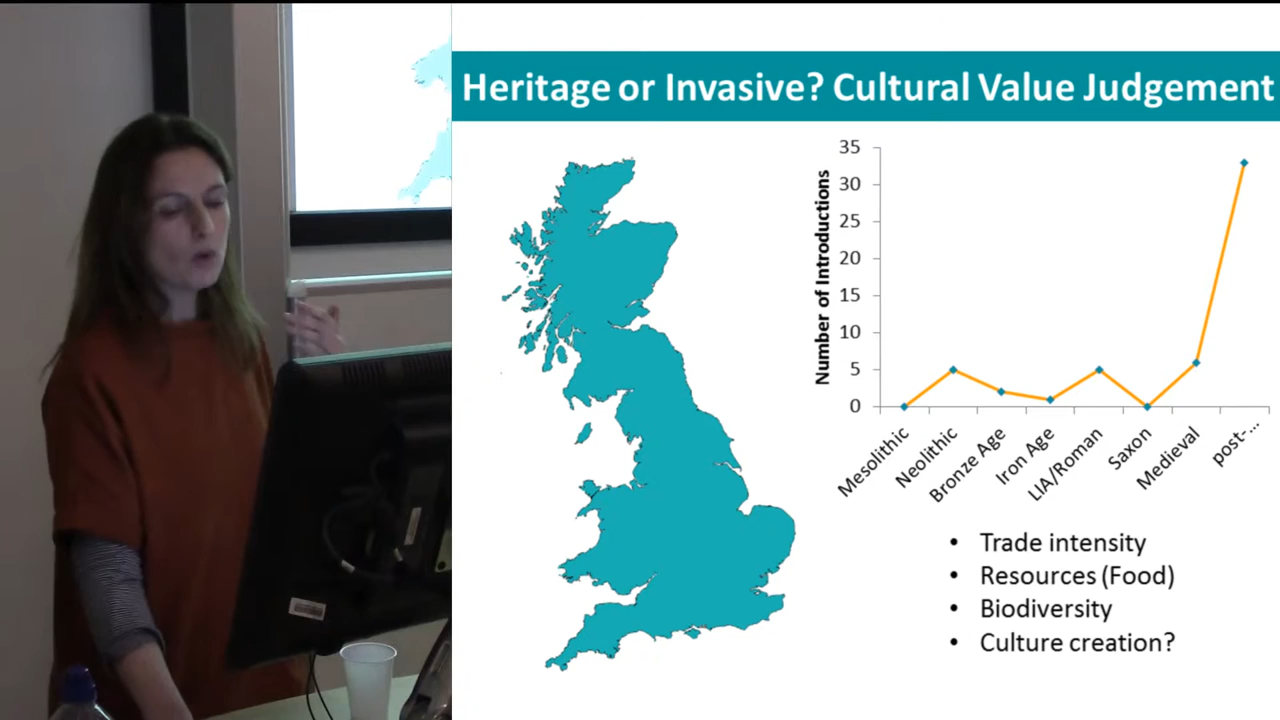 Heritage or Invasive? Cultural Value Judgement
Number of Introductions
35
30
25
20
15
10
5
0
Mesolithic
Neolithic
Bronze Age
Iron Age
LIA/Roman
Saxon
Medieval
post-...
• Trade intensity
• Resources (Food)
• Biodiversity
• Culture creation?